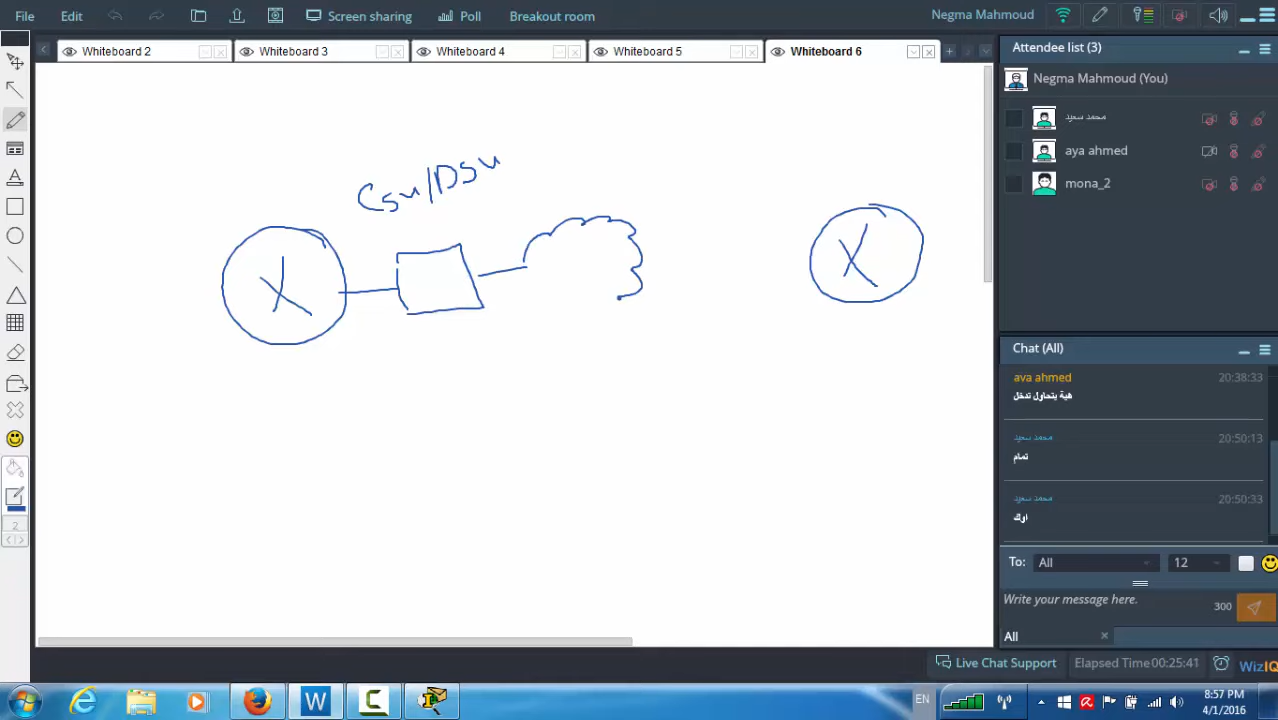 File
Edit
Screen sharing
Poll
Breakout room
Negma Mahmoud
Whiteboard 2
Whiteboard 3
Whiteboard 4
Whiteboard 5
Whiteboard 6
Attendee list (3)
Negma Mahmoud (You)
محمد سعيد
aya ahmed
mona_2
Csu/Dsu
X
X
Chat (All)
aya ahmed 20:38:33
هية بتحاول تدخل
محمد سعيد 20:50:13
تمام
محمد سعيد 20:50:33
اوك
To: All 12
Write your message here.
300
All
2
Live Chat Support
Elapsed Time 00:25:41
WizIQ
W
C
EN
8:57 PM
4/1/2016